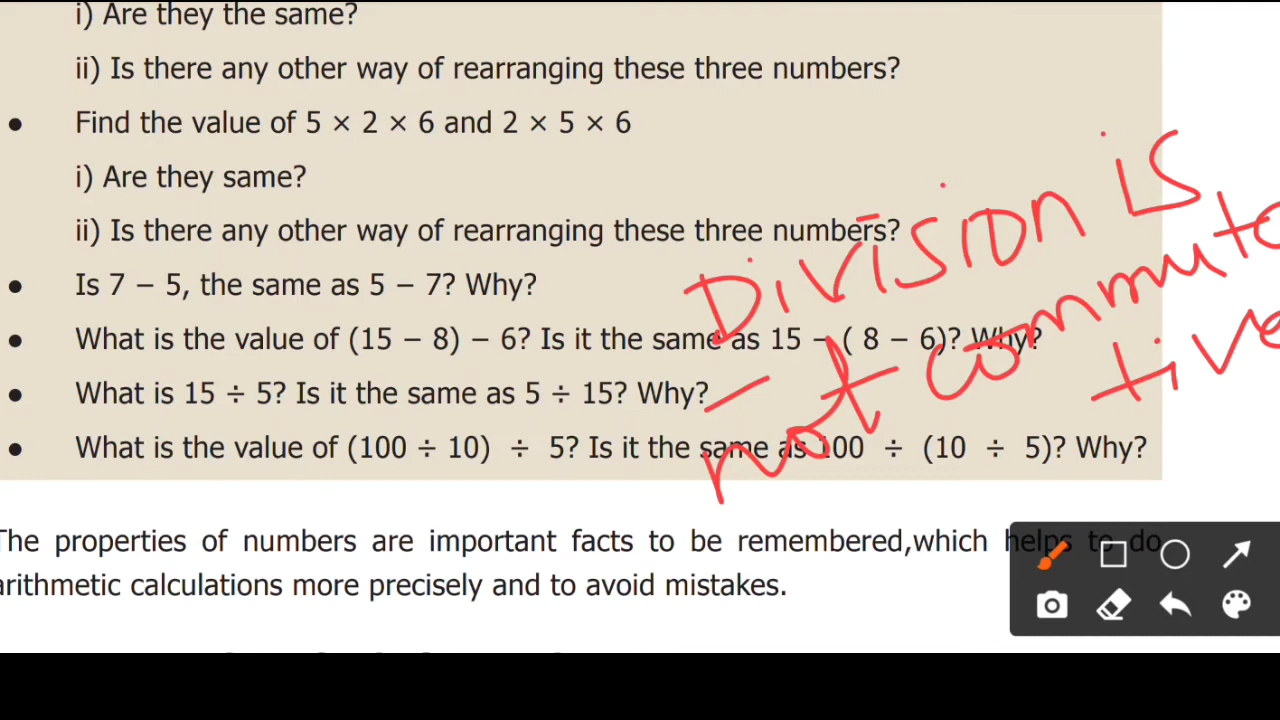 i) Are they the same?
ii) Is there any other way of rearranging these three numbers?
● Find the value of 5 × 2 × 6 and 2 × 5 × 6
i) Are they same?
ii) Is there any other way of rearranging these three numbers?
● Is 7 − 5, the same as 5 − 7? Why?
● What is the value of (15 − 8) − 6? Is it the same as 15 − ( 8 − 6)? Why?
● What is 15 ÷ 5? Is it the same as 5 ÷ 15? Why?
● What is the value of (100 ÷ 10) ÷ 5? Is it the same as 100 ÷ (10 ÷ 5)? Why?
Division is
not commuta
tive
The properties of numbers are important facts to be remembered,which helps to do
arithmetic calculations more precisely and to avoid mistakes.